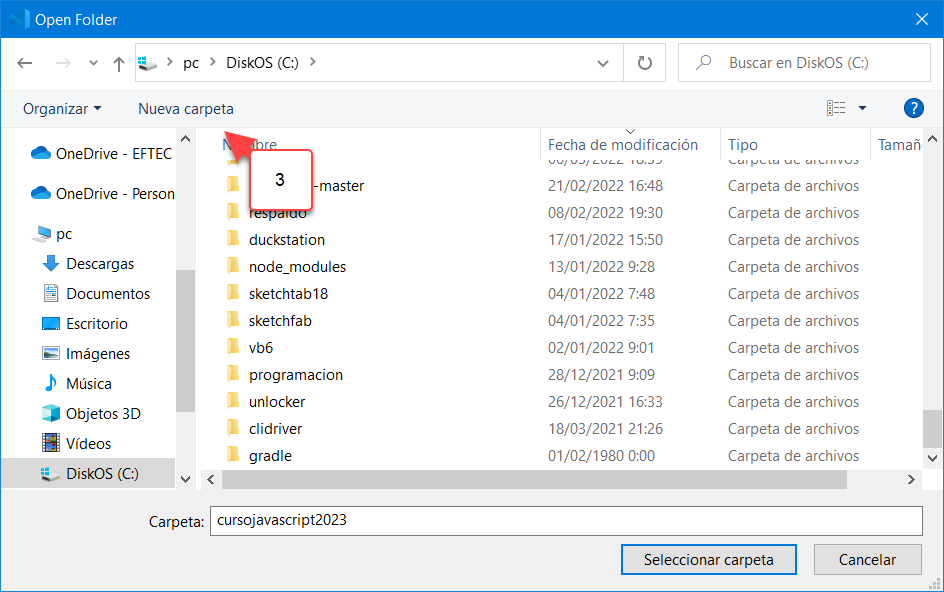 Open Folder
pc DiskOS (C:)
Buscar en DiskOS (C:)
Organizar Nueva carpeta
?
OneDrive - EFTEC
OneDrive - Person
pc
Descargas
Documentos
Escritorio
Imágenes
Música
Objetos 3D
Vídeos
DiskOS (C:)
Fecha de modificación Tipo Tamañ
3
Carpeta de archivos
-master 21/02/2022 16:48 Carpeta de archivos
respaldo 08/02/2022 19:30 Carpeta de archivos
duckstation 17/01/2022 15:50 Carpeta de archivos
node_modules 13/01/2022 9:28 Carpeta de archivos
sketchtab18 04/01/2022 7:48 Carpeta de archivos
sketchfab 04/01/2022 7:35 Carpeta de archivos
vb6 02/01/2022 9:01 Carpeta de archivos
programacion 28/12/2021 9:09 Carpeta de archivos
unlocker 26/12/2021 16:33 Carpeta de archivos
clidriver 18/03/2021 21:26 Carpeta de archivos
gradle 01/02/1980 0:00 Carpeta de archivos
Carpeta: cursojavascript2023
Seleccionar carpeta Cancelar